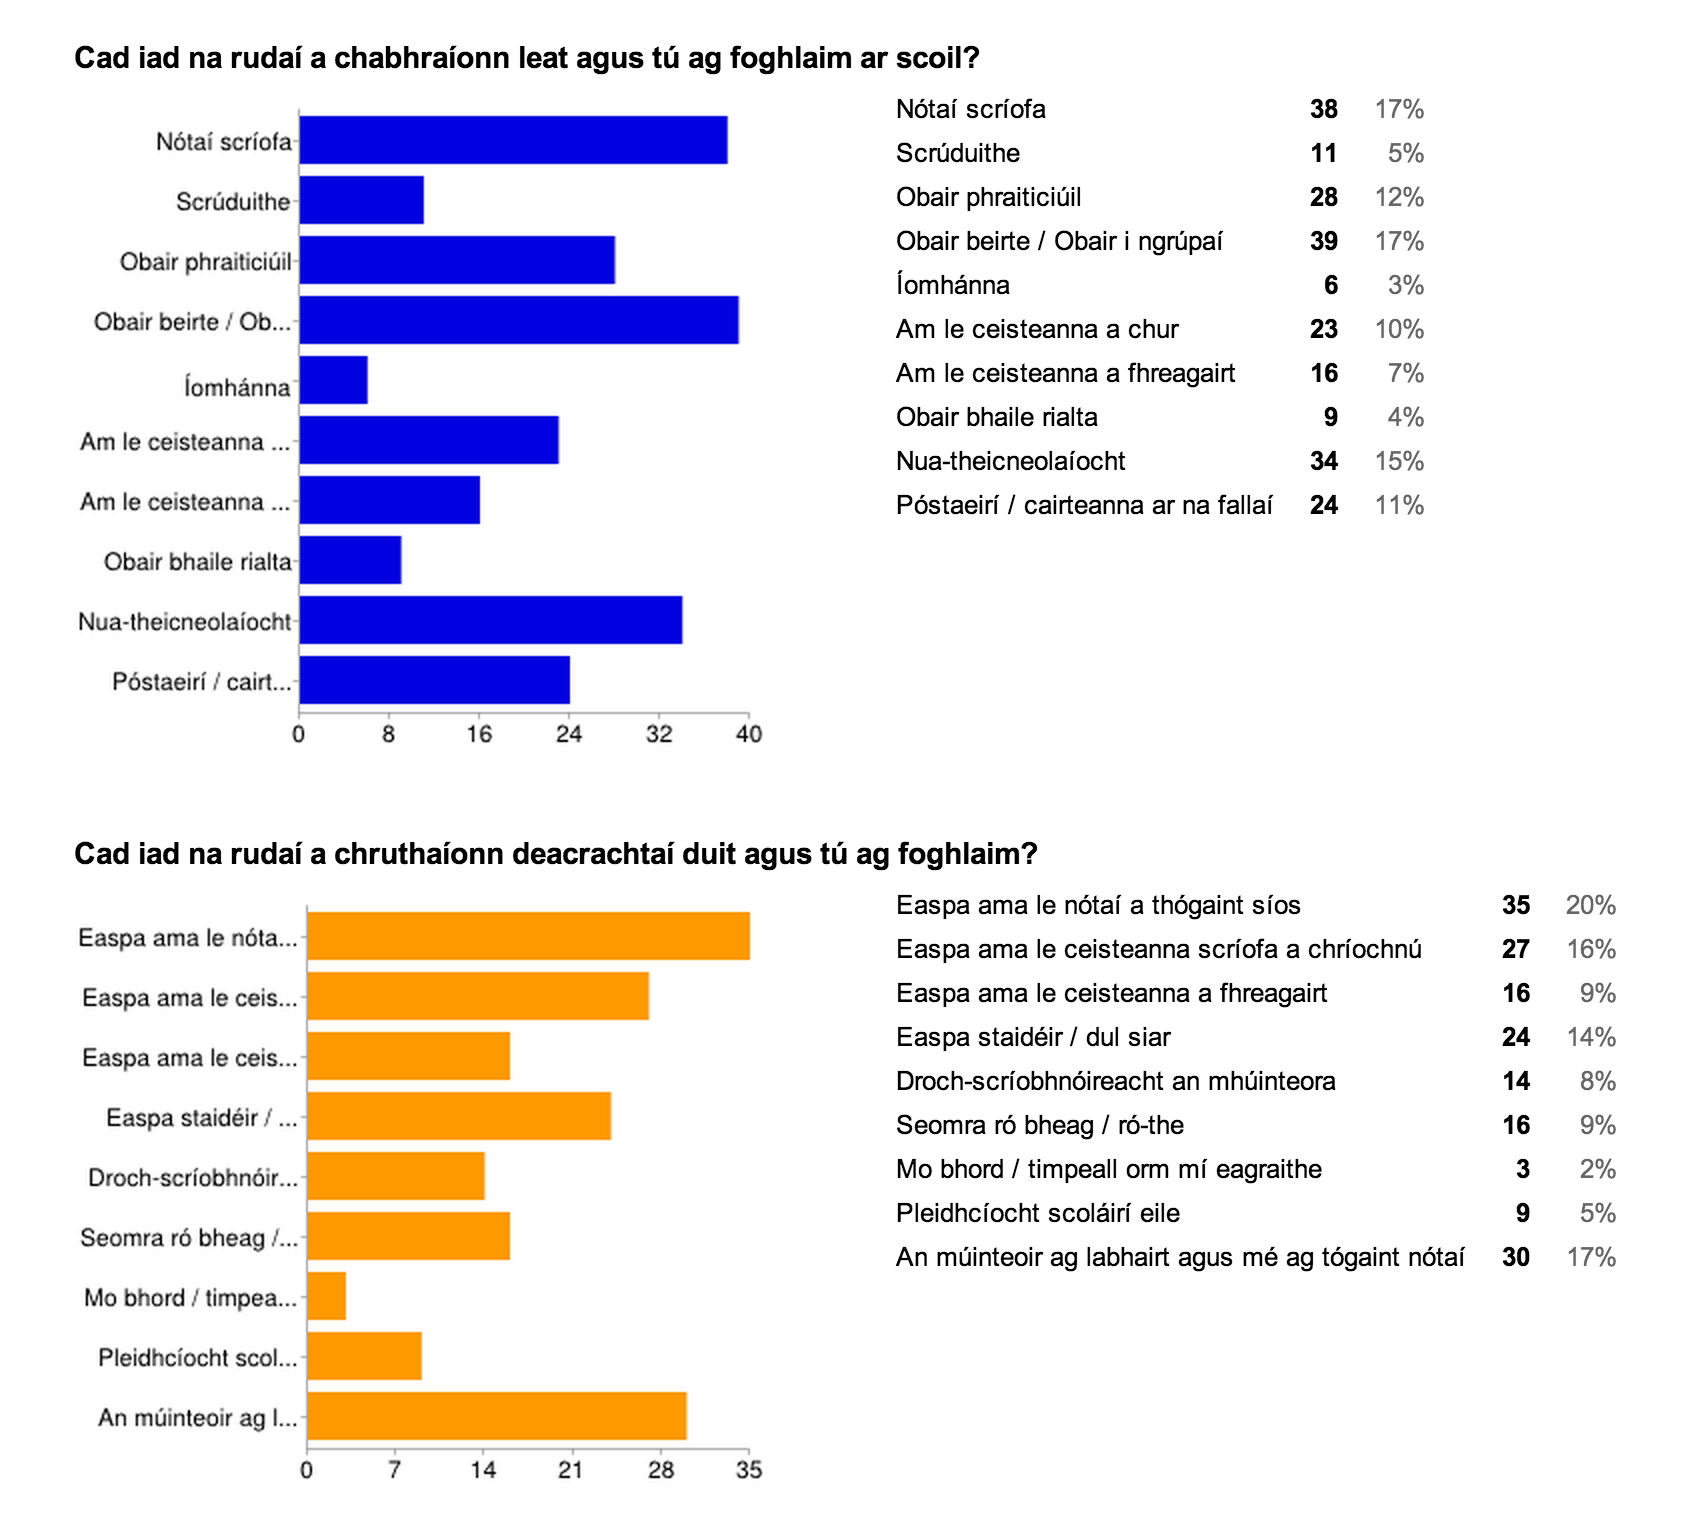 Cad iad na rudaí a chabhraíonn leat agus tú ag foghlaim ar scoil?
Nótaí scríofa
Scrúduithe
Obair phraiticiúil
Obair beirte / Ob...
Íomhánna
Am le ceisteanna ...
Am le ceisteanna ...
Obair bhaile rialta
Nua-theicneolaíocht
Póstaeirí / cairt...
0 8 16 24 32 40
Nótaí scríofa 38 17%
Scrúduithe 11 5%
Obair phraiticiúil 28 12%
Obair beirte / Obair i ngrúpaí 39 17%
Íomhánna 6 3%
Am le ceisteanna a chur 23 10%
Am le ceisteanna a fhreagairt 16 7%
Obair bhaile rialta 9 4%
Nua-theicneolaíocht 34 15%
Póstaeirí / cairteanna ar na fallaí 24 11%
Cad iad na rudaí a chruthaíonn deacrachtaí duit agus tú ag foghlaim?
Easpa ama le nóta...
Easpa ama le ceis...
Easpa ama le ceis...
Easpa staidéir / ...
Droch-scríobhnóir...
Seomra ró bheag /...
Mo bhord / timpea...
Pleidhcíocht scol...
An múinteoir ag l...
0 7 14 21 28 35
Easpa ama le nótaí a thógaint síos 35 20%
Easpa ama le ceisteanna scríofa a chríochnú 27 16%
Easpa ama le ceisteanna a fhreagairt 16 9%
Easpa staidéir / dul siar 24 14%
Droch-scríobhnóireacht an mhúinteora 14 8%
Seomra ró bheag / ró-the 16 9%
Mo bhord / timpeall orm mí eagraithe 3 2%
Pleidhcíocht scoláirí eile 9 5%
An múinteoir ag labhairt agus mé ag tógaint nótaí 30 17%